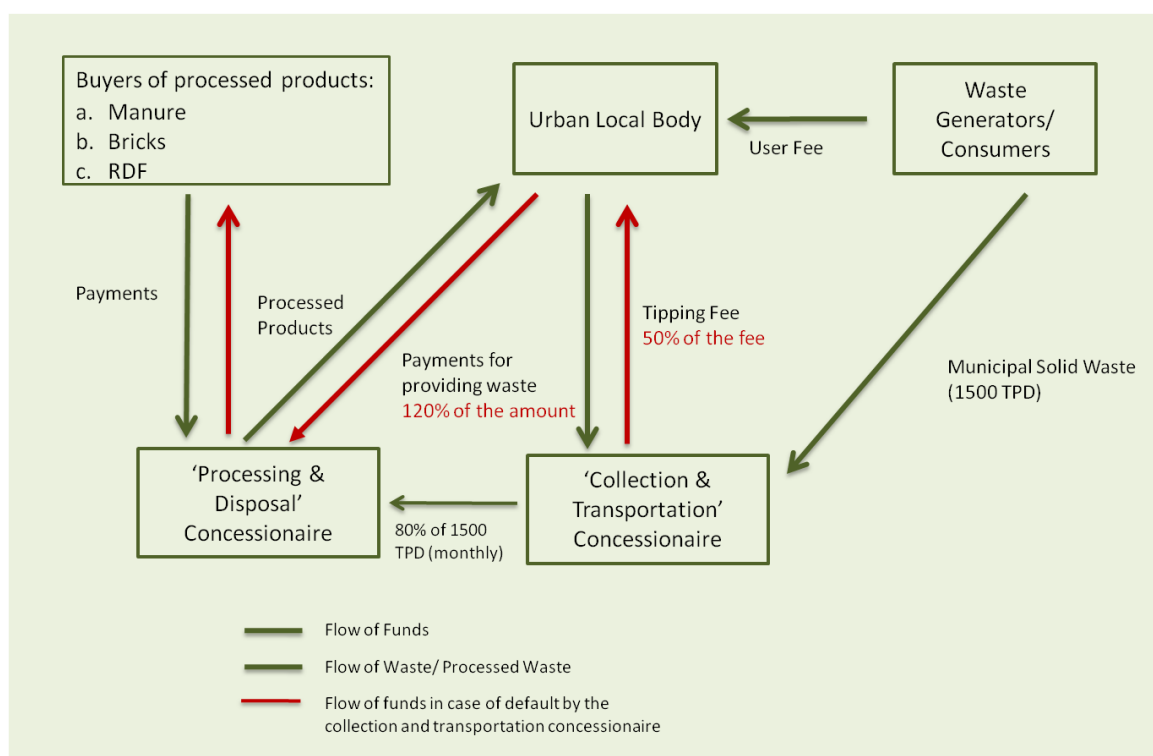 Buyers of processed products:
a. Manure
b. Bricks
c. RDF
Urban Local Body
Waste
Generators/
Consumers
User Fee
Payments
Processed
Products
Payments for
providing waste
120% of the amount
Tipping Fee
50% of the fee
Municipal Solid Waste
(1500 TPD)
‘Processing &
Disposal’
Concessionaire
80% of 1500
TPD (monthly)
‘Collection &
Transportation’
Concessionaire
Flow of Funds
Flow of Waste/ Processed Waste
Flow of funds in case of default by the
collection and transportation concessionaire